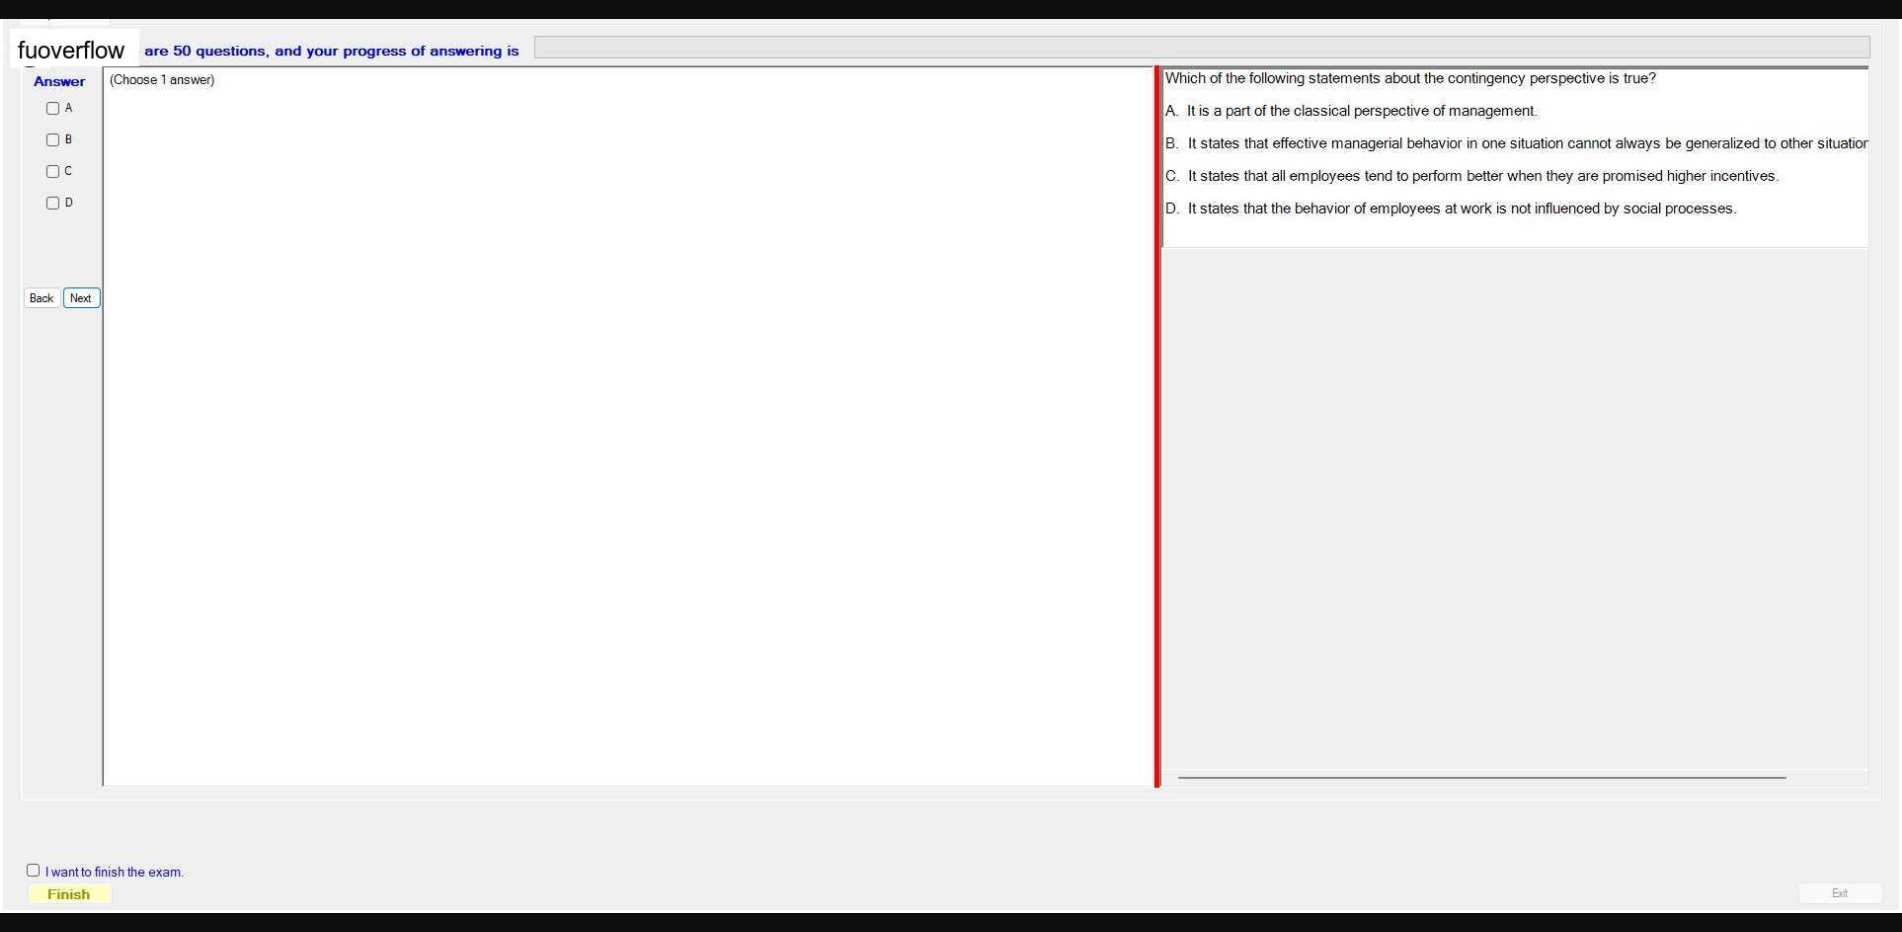 fuoverflow are 50 questions, and your progress of answering is
Answer
(Choose 1 answer)
A
B
C
D
Back Next
Which of the following statements about the contingency perspective is true?
A. It is a part of the classical perspective of management.
B. It states that effective managerial behavior in one situation cannot always be generalized to other situation
C. It states that all employees tend to perform better when they are promised higher incentives.
D. It states that the behavior of employees at work is not influenced by social processes.
I want to finish the exam.
Finish
Exit